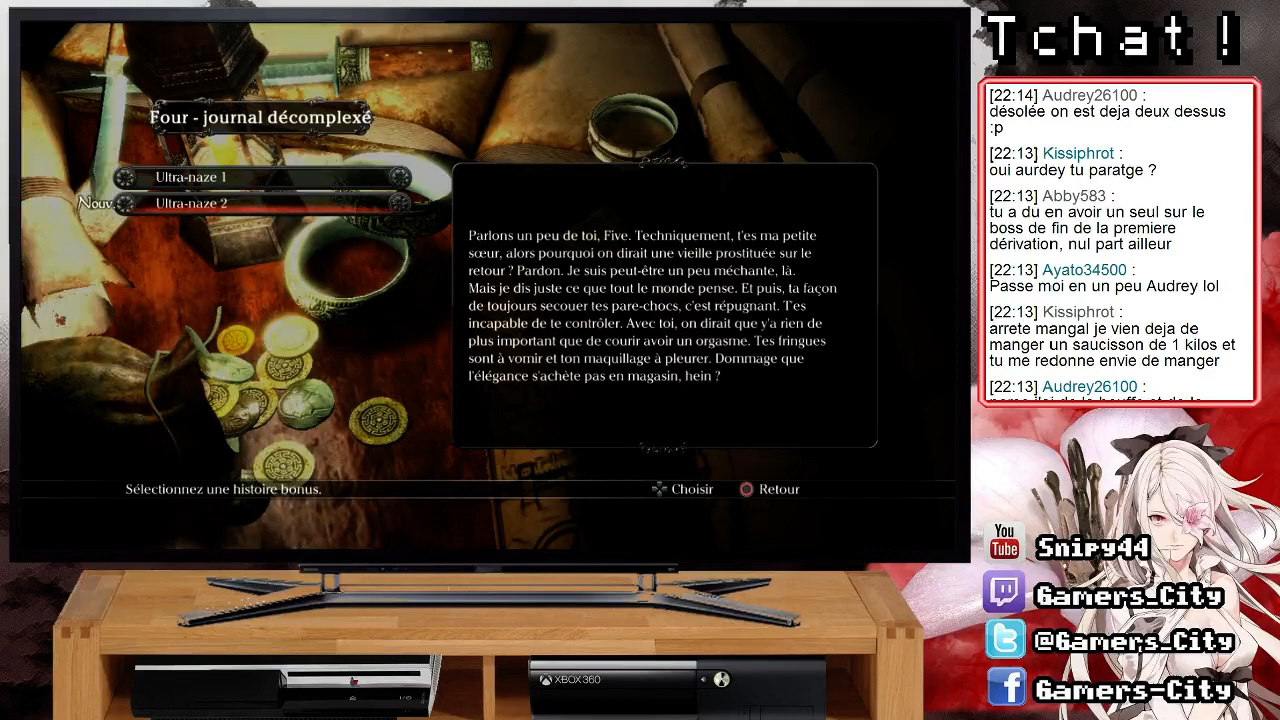 Four - journal décomplexé
Ultra-naze 1
Nouv.
Ultra-naze 2
Parlons un peu de toi, Five. Techniquement, t'es ma petite
sœur, alors pourquoi on dirait une vieille prostituée sur le
retour ? Pardon. Je suis peut-être un peu méchante, là.
Mais je dis juste ce que tout le monde pense. Et puis, ta façon
de toujours secouer tes pare-chocs, c'est répugnant. T'es
incapable de te contrôler. Avec toi, on dirait que y'a rien de
plus important que de courir avoir un orgasme. Tes fringues
sont à vomir et ton maquillage à pleurer. Dommage que
l'élégance s'achète pas en magasin, hein ?
Sélectionnez une histoire bonus.
Choisir
Retour
XBOX360
Tchat !
[22:14] Audrey26100 :
désolée on est deja deux dessus
:p
[22:13] Kissiphrot :
oui aurdey tu paratge ?
[22:13] Abby583 :
tu a dû en avoir un seul sur le
boss de fin de la premiere
dérivation, nul part ailleur
[22:13] Ayato34500 :
Passe moi en un peu Audrey lol
[22:13] Kissiphrot :
arrete mangal je vien deja de
manger un saucisson de 1 kilos et
tu me redonne envie de manger
[22:13] Audrey26100 :
You
Tube
Snipy44
Gamers_City
@Gamers_City
Gamers-City